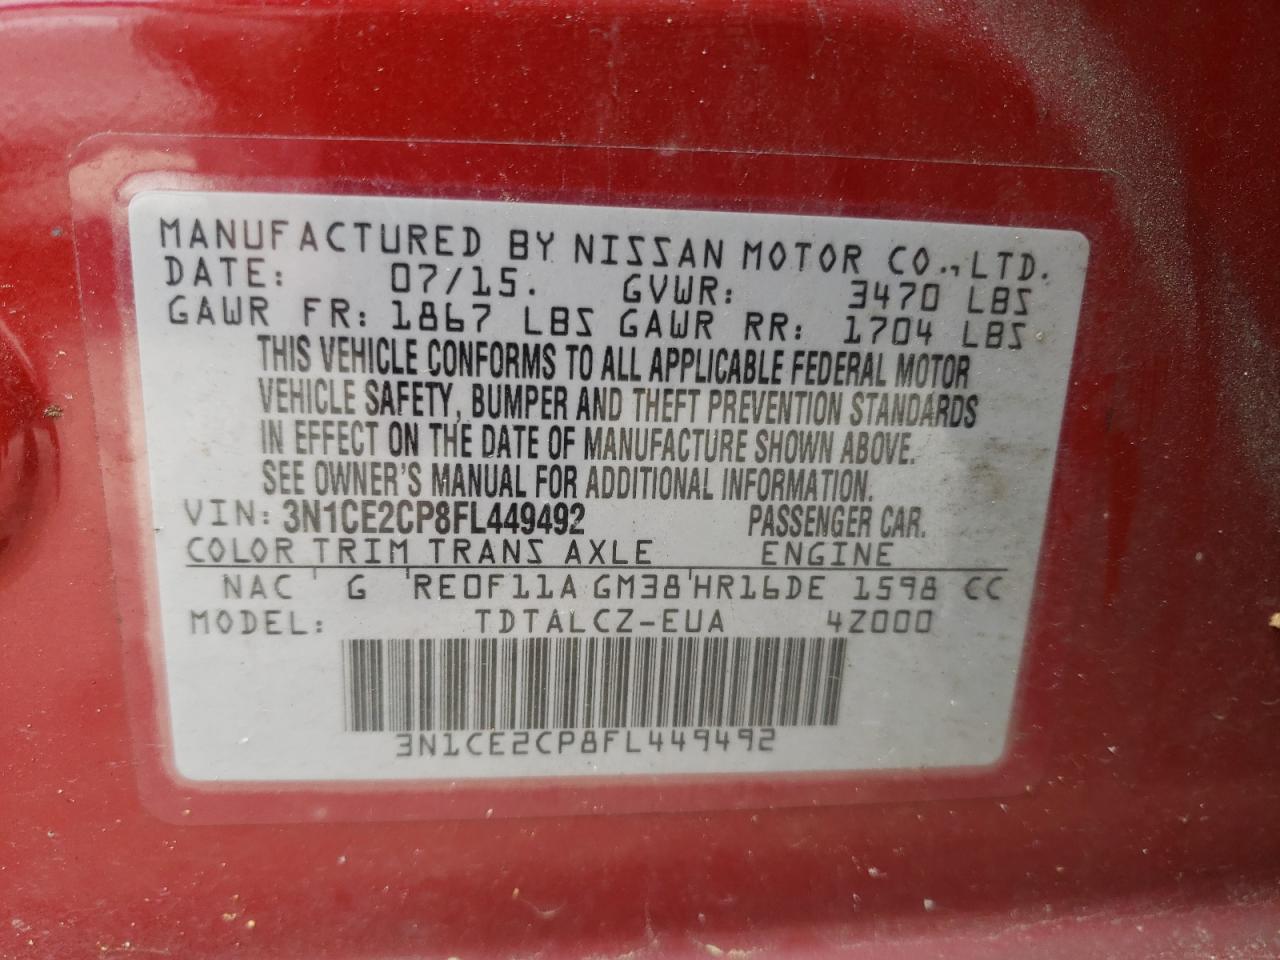 MANUFACTURED BY NISSAN MOTOR CO.,LTD.
DATE: 07/15. GVWR: 3470 LBS
GAWR FR: 1867 LBS GAWR RR: 1704 LBS
THIS VEHICLE CONFORMS TO ALL APPLICABLE FEDERAL MOTOR
VEHICLE SAFETY, BUMPER AND THEFT PREVENTION STANDARDS
IN EFFECT ON THE DATE OF MANUFACTURE SHOWN ABOVE.
SEE OWNER'S MANUAL FOR ADDITIONAL INFORMATION.
VIN: 3N1CE2CP8FL449492 PASSENGER CAR.
COLOR TRIM TRANS AXLE ENGINE
NAC ' G ' RE0F11A GM38 ' HR16DE 1598 CC
MODEL: TDTALCZ-EUA 4Z000
3N1CE2CP8FL449492